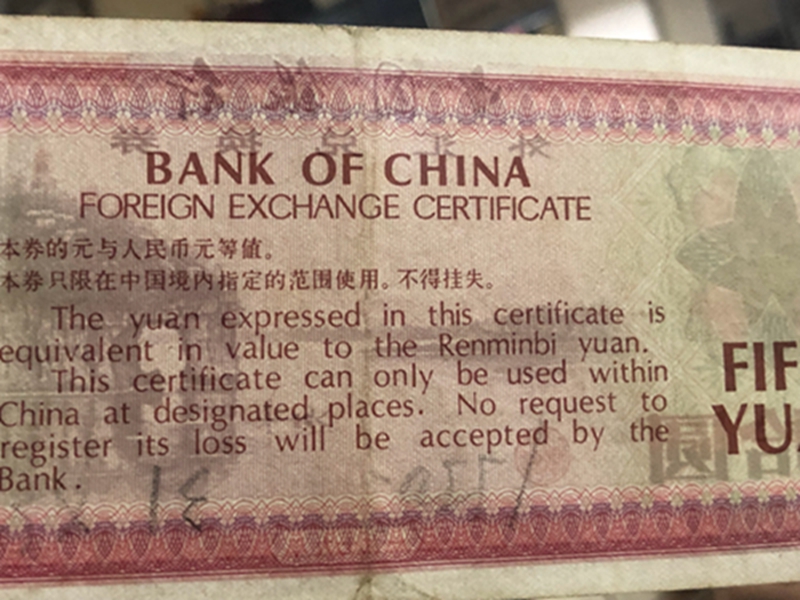 BANK OF CHINA
FOREIGN EXCHANGE CERTIFICATE
本券的元与人民币元等值。
本券只限在中国境内指定的范围使用。不得挂失。
The yuan expressed in this certificate is
equivalent in value to the Renminbi yuan.
This certificate can only be used within
China at designated places. No request to
register its loss will be accepted by the
Bank.
FIF
YUA